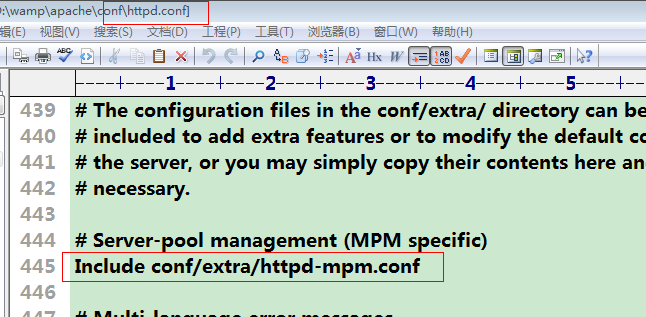 D:\wamp\apache\conf\httpd.conf]
视图(V) 搜索(S) 文档(D) 工程(P) 工具(T) 浏览器(B) 窗口(W) 帮助(H)
ABC A Hx W AB CD
1 2 3 4 5
439 # The configuration files in the conf/extra/ directory can be
440 # included to add extra features or to modify the default co
441 # the server, or you may simply copy their contents here an
442 # necessary.
443
444 # Server-pool management (MPM specific)
445 Include conf/extra/httpd-mpm.conf
446
447 # Multi-language error messages